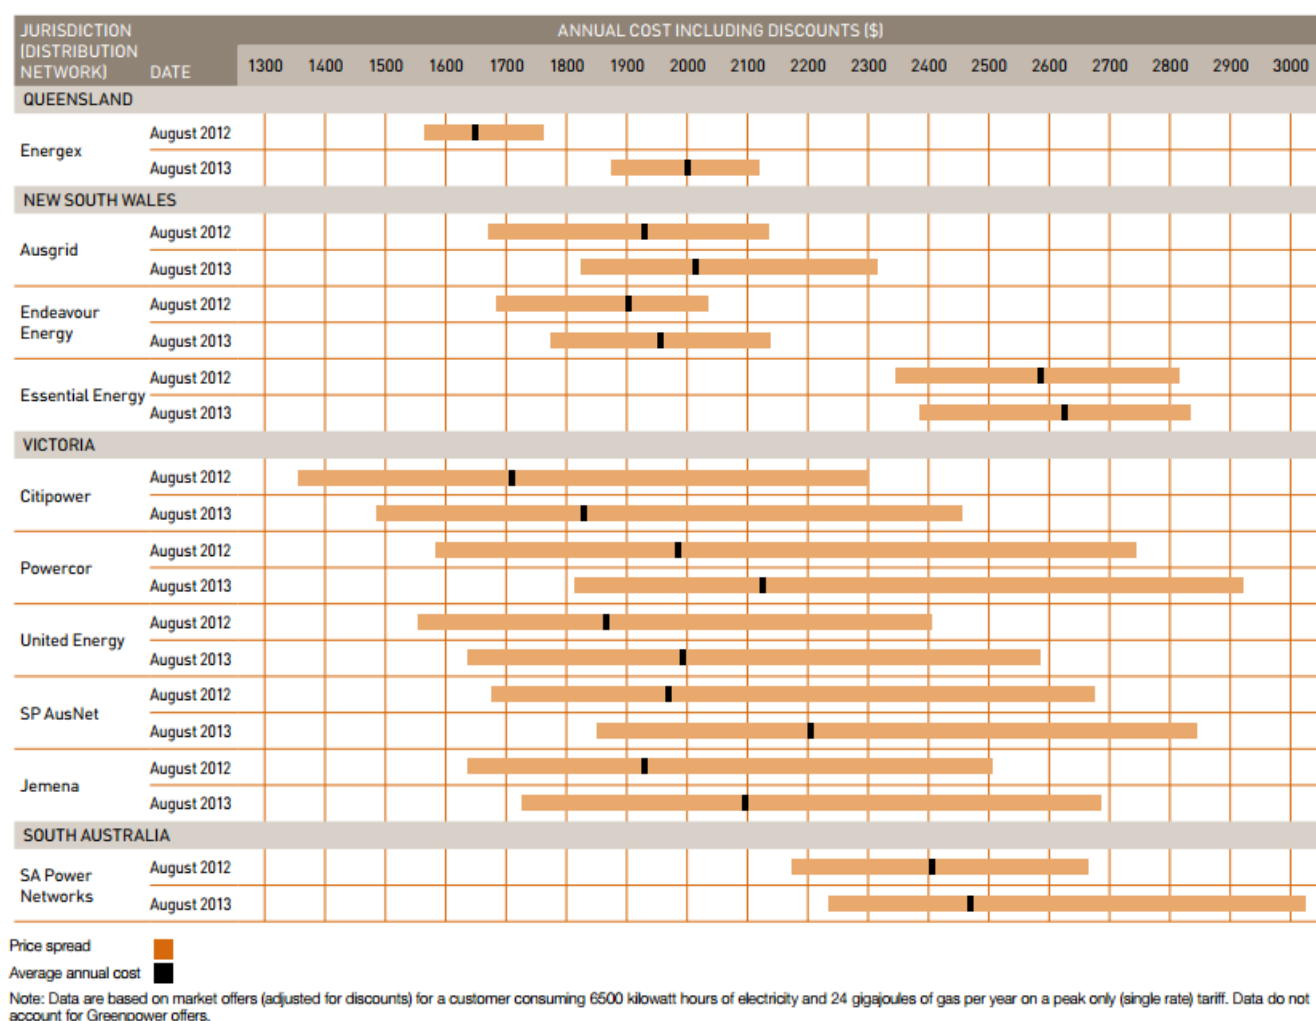 JURISDICTION
(DISTRIBUTION
NETWORK) DATE
ANNUAL COST INCLUDING DISCOUNTS ($)
1300 1400 1500 1600 1700 1800 1900 2000 2100 2200 2300 2400 2500 2600 2700 2800 2900 3000
QUEENSLAND
Energex
August 2012
August 2013
NEW SOUTH WALES
Ausgrid
August 2012
August 2013
Endeavour
Energy
August 2012
August 2013
Essential Energy
August 2012
August 2013
VICTORIA
Citipower
August 2012
August 2013
Powercor
August 2012
August 2013
United Energy
August 2012
August 2013
SP AusNet
August 2012
August 2013
Jemena
August 2012
August 2013
SOUTH AUSTRALIA
SA Power
Networks
August 2012
August 2013
Price spread
Average annual cost
Note: Data are based on market offers (adjusted for discounts) for a customer consuming 6500 kilowatt hours of electricity and 24 gigajoules of gas per year on a peak only (single rate) tariff. Data do not
account for Greenpower offers.